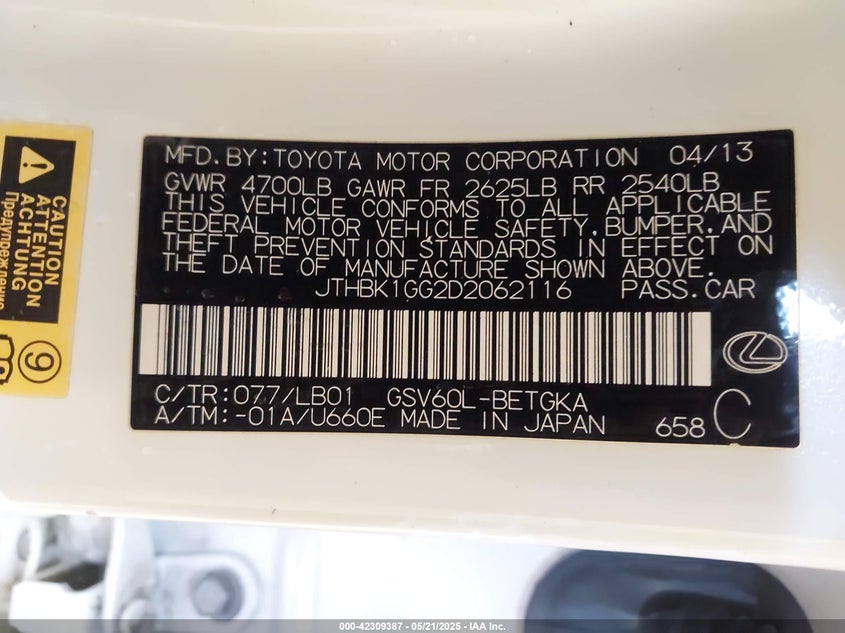 MFD.BY:TOYOTA MOTOR CORPORATION 04/13
GVWR 4700LB GAWR FR 2625LB RR 2540LB
THIS VEHICLE CONFORMS TO ALL APPLICABLE
FEDERAL MOTOR VEHICLE SAFETY,BUMPER,AND
THEFT PREVENTION STANDARDS IN EFFECT ON
THE DATE OF MANUFACTURE SHOWN ABOVE.
JTHBK1GG2D2062116 PASS.CAR
C/TR:077/LB01 GSV60L-BETGKA
A/TM:-01A/U660E MADE IN JAPAN 658 C
CAUTION
ATTENTION
ACHTUNG
9
000-42309387 - 05/21/2025 - IAA Inc.